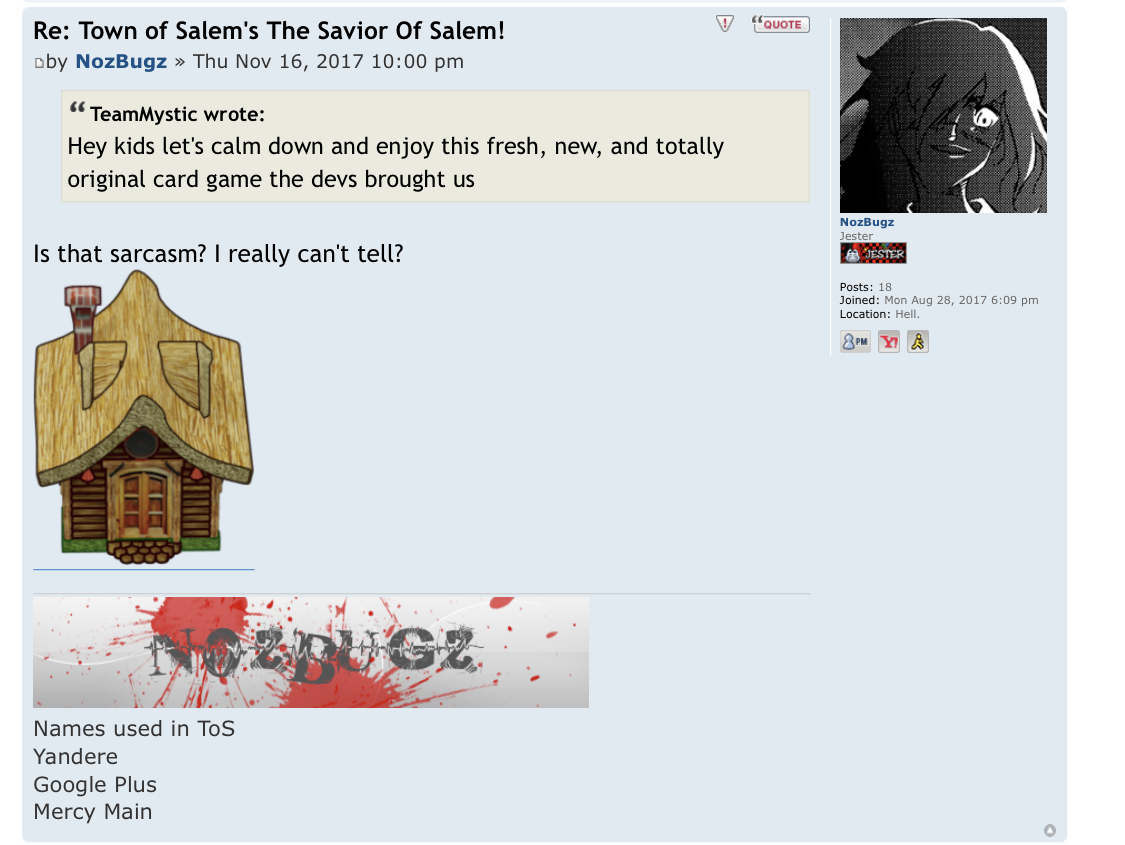 Re: Town of Salem's The Savior Of Salem!
QUOTE
by NozBugz » Thu Nov 16, 2017 10:00 pm
TeamMystic wrote:
Hey kids let's calm down and enjoy this fresh, new, and totally
original card game the devs brought us
Is that sarcasm? I really can't tell?
NOZBUGZ
Names used in ToS
Yandere
Google Plus
Mercy Main
NozBugz
Jester
JESTER
Posts: 18
Joined: Mon Aug 28, 2017 6:09 pm
Location: Hell.
PM
Y!